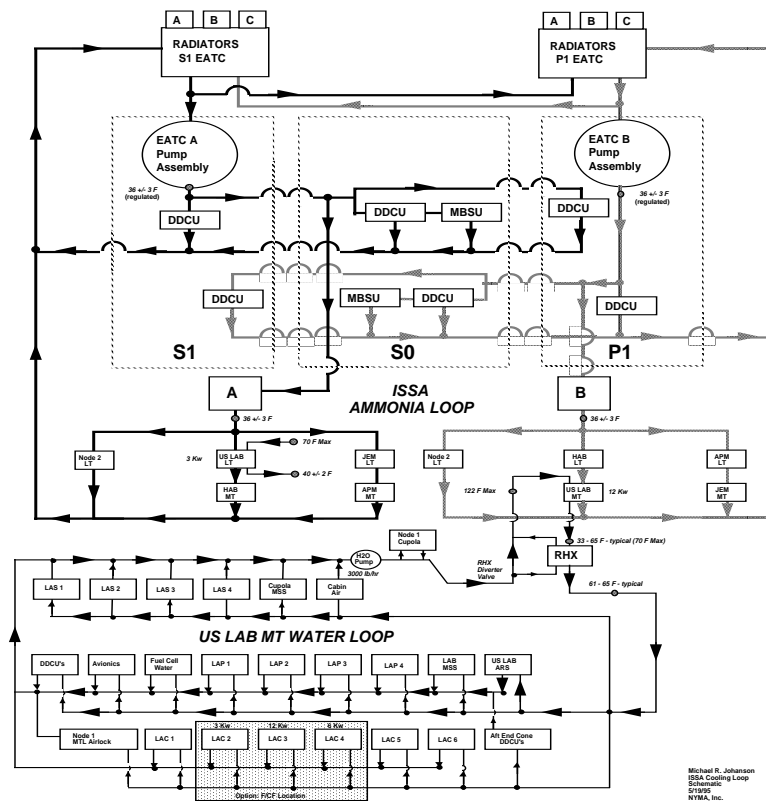 A B C
RADIATORS
S1 EATC
A B C
RADIATORS
P1 EATC
EATC A
Pump
Assembly
EATC B
Pump
Assembly
36 +/- 3 F
(regulated)
36 +/- 3 F
(regulated)
DDCU
DDCU
MBSU
DDCU
DDCU
MBSU
DDCU
DDCU
S1
S0
P1
A
ISSA
AMMONIA LOOP
B
36 +/- 3 F
36 +/- 3 F
Node 2
LT
3 Kw
US LAB
LT
70 F Max
40 +/- 2 F
JEM
LT
HAB
MT
APM
MT
Node 2
LT
HAB
LT
APM
LT
122 F Max
US LAB
MT
12 Kw
JEM
MT
33 - 65 F - typical (70 F Max)
Node 1
Cupola
H2O
Pump
3000 lb/hr
RHX
Diverter
Valve
RHX
61 - 65 F - typical
LAS 1
LAS 2
LAS 3
LAS 4
Cupola
MSS
Cabin
Air
US LAB MT WATER LOOP
DDCU's
Avionics
Fuel Cell
Water
LAP 1
LAP 2
LAP 3
LAP 4
LAB
MSS
US LAB
ARS
3 Kw
12 Kw
6 Kw
Node 1
MTL Airlock
LAC 1
LAC 2
LAC 3
LAC 4
LAC 5
LAC 6
Aft End Cone
DDCU's
Option: F/CF Location
Michael R. Johanson
ISSA Cooling Loop
Schematic
5/19/95
NYMA, Inc.